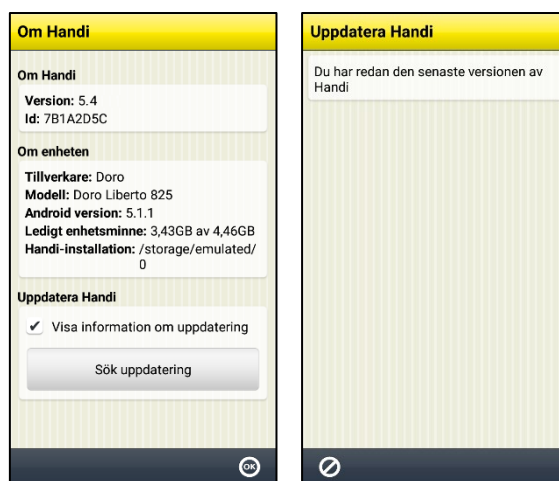 Om Handi
Om Handi
Version: 5.4
Id: 7B1A2D5C
Om enheten
Tillverkare: Doro
Modell: Doro Liberto 825
Android version: 5.1.1
Ledigt enhetsminne: 3,43GB av 4,46GB
Handi-installation: /storage/emulated/
0
Uppdatera Handi
Visa information om uppdatering
Sök uppdatering
OK
Uppdatera Handi
Du har redan den senaste versionen av
Handi